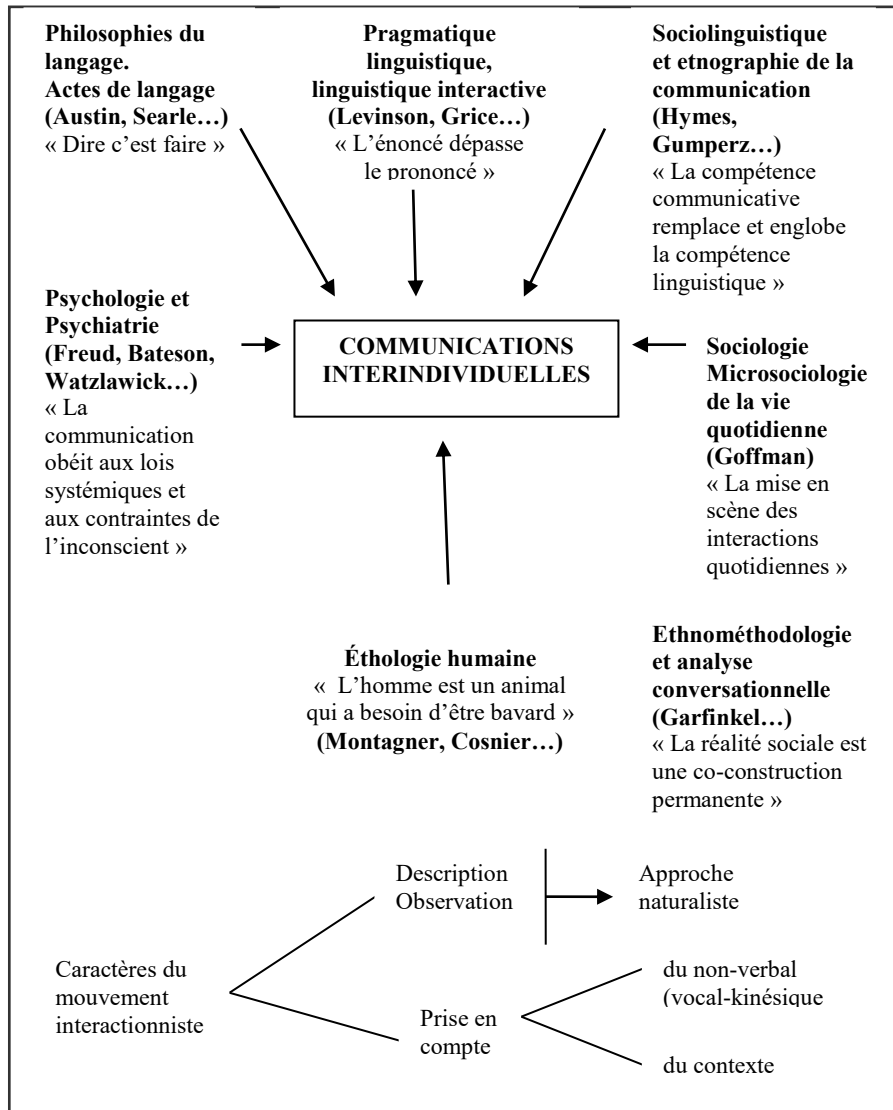 Philosophies du
langage.
Actes de langage
(Austin, Searle…)
« Dire c’est faire »
Pragmatique
linguistique,
linguistique interactive
(Levinson, Grice…)
« L’énoncé dépasse
le prononcé »
Sociolinguistique
et etnographie de la
communication
(Hymes,
Gumperz…)
« La compétence
communicative
remplace et englobe
la compétence
linguistique »
Psychologie et
Psychiatrie
(Freud, Bateson,
Watzlawick…)
« La
communication
obéit aux lois
systémiques et
aux contraintes de
l’inconscient »
COMMUNICATIONS
INTERINDIVIDUELLES
Sociologie
Microsociologie
de la vie
quotidienne
(Goffman)
« La mise en
scène des
interactions
quotidiennes »
Éthologie humaine
« L’homme est un animal
qui a besoin d’être bavard »
(Montagner, Cosnier…)
Ethnométhodologie
et analyse
conversationnelle
(Garfinkel…)
« La réalité sociale est
une co-construction
permanente »
Caractères du
mouvement
interactionniste
Description
Observation
Approche
naturaliste
Prise en
compte
du non-verbal
(vocal-kinésique
du contexte